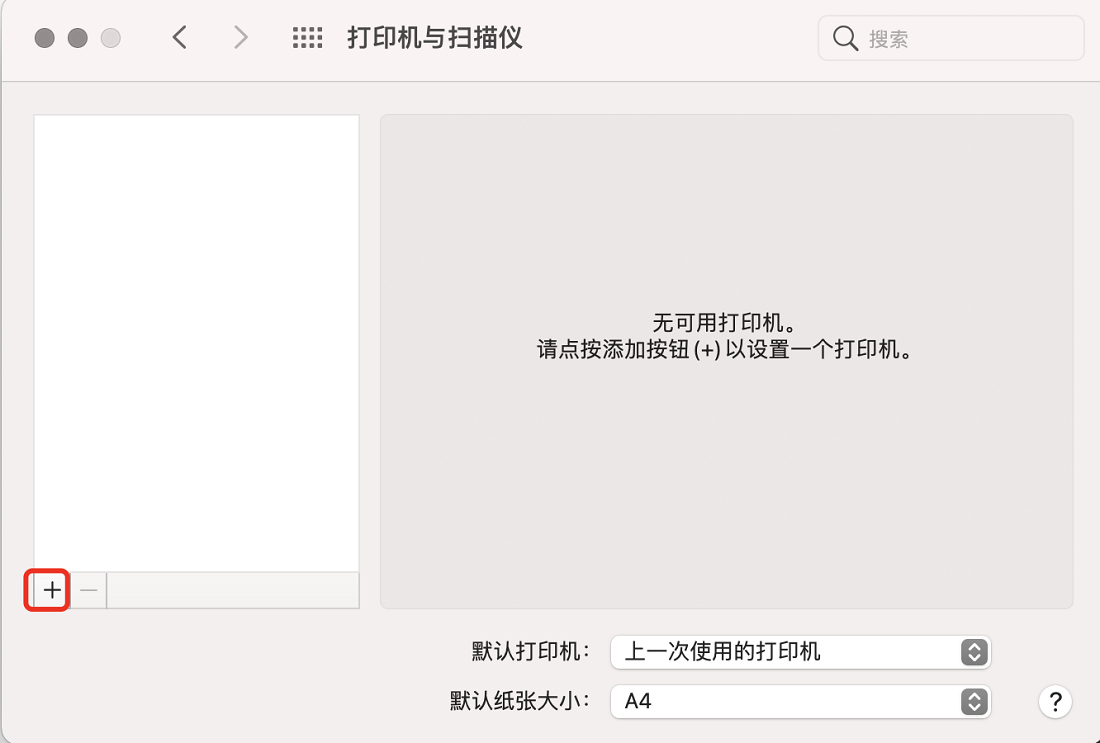 打印机与扫描仪
搜索
无可用打印机。
请点按添加按钮(+)以设置一个打印机。
+ —
默认打印机: 上一次使用的打印机
默认纸张大小: A4
?